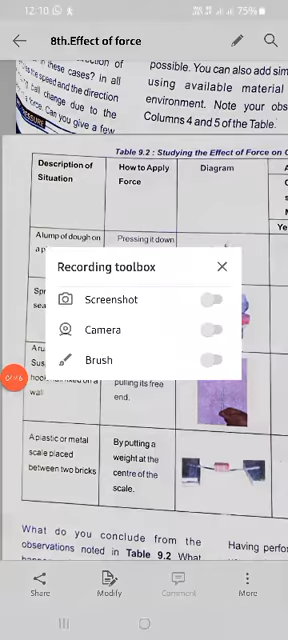 12:10
75%
8th.Effect of force
in these cases? In all
the speed and the direction
ball change due to the
force. Can you give a few
PRESSURE
possible. You can also add sim
using available material
environment. Note your obs
Columns 4 and 5 of the Table.
Table 9.2 : Studying the Effect of Force on O
Description of
Situation
How to Apply
Force
Diagram
A lump of dough on
Pressing it down
Ye
Recording toolbox
Screenshot
Camera
Brush
Spr
sea
A ru
Sus
wall
pulling its free
end.
A plastic or metal
scale placed
between two bricks
By putting a
weight at the
centre of the
scale.
What do you conclude from the
observations noted in Table 9.2 What
Having perfo
Share
Modify
Comment
More